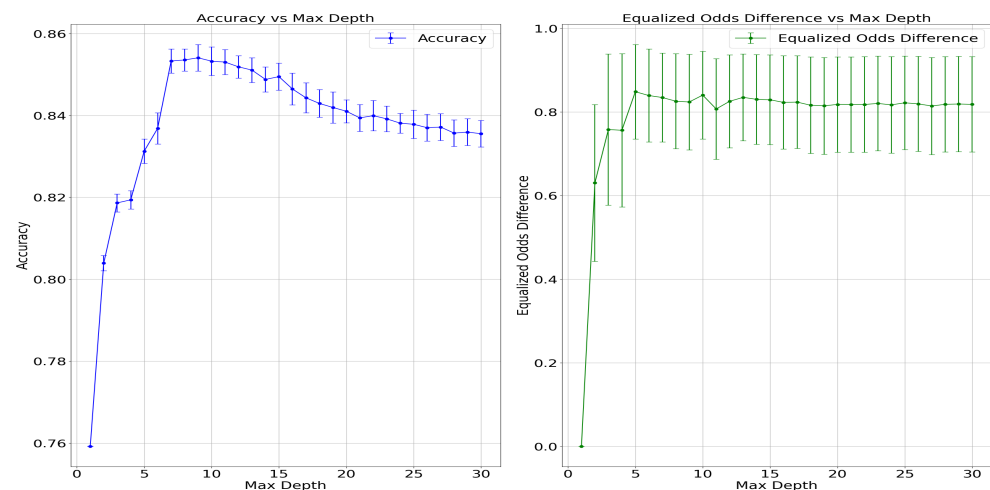 Accuracy vs Max Depth
Accuracy
0.86
0.84
0.82
0.80
0.78
0.76
Accuracy
0 5 10 15 20 25 30
Max Depth
Equalized Odds Difference vs Max Depth
Equalized Odds Difference
1.0
0.8
0.6
0.4
0.2
0.0
Equalized Odds Difference
0 5 10 15 20 25 30
Max Depth